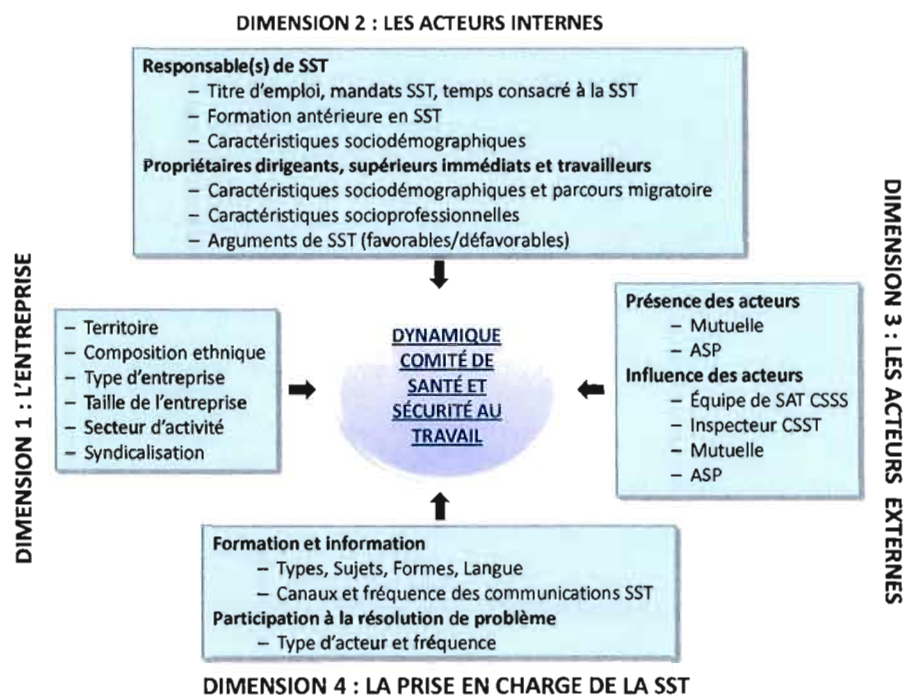 DIMENSION 2 : LES ACTEURS INTERNES
Responsable(s) de SST
– Titre d'emploi, mandats SST, temps consacré à la SST
– Formation antérieure en SST
– Caractéristiques sociodémographiques
Propriétaires dirigeants, supérieurs immédiats et travailleurs
– Caractéristiques sociodémographiques et parcours migratoire
– Caractéristiques socioprofessionnelles
– Arguments de SST (favorables/défavorables)
DIMENSION 1 : L'ENTREPRISE
– Territoire
– Composition ethnique
– Type d'entreprise
– Taille de l'entreprise
– Secteur d'activité
– Syndicalisation
DYNAMIQUE
COMITÉ DE
SANTÉ ET
SÉCURITÉ AU
TRAVAIL
Présence des acteurs
– Mutuelle
– ASP
Influence des acteurs
– Équipe de SAT CSSS
– Inspecteur CSST
– Mutuelle
– ASP
DIMENSION 3 : LES ACTEURS EXTERNES
Formation et information
– Types, Sujets, Formes, Langue
– Canaux et fréquence des communications SST
Participation à la résolution de problème
– Type d'acteur et fréquence
DIMENSION 4 : LA PRISE EN CHARGE DE LA SST